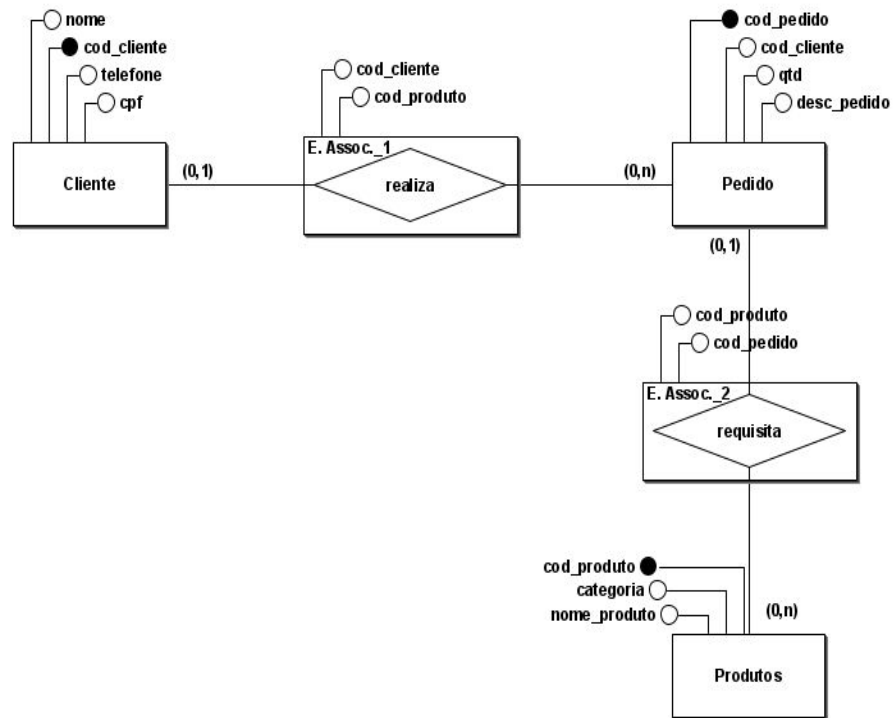 nome
cod_cliente
telefone
cpf
cod_cliente
cod_produto
cod_pedido
cod_cliente
qtd
desc_pedido
E. Assoc._1
Cliente
(0,1)
realiza
(0,n)
Pedido
(0,1)
cod_produto
cod_pedido
E. Assoc._2
requisita
cod_produto
categoria
nome_produto
(0,n)
Produtos